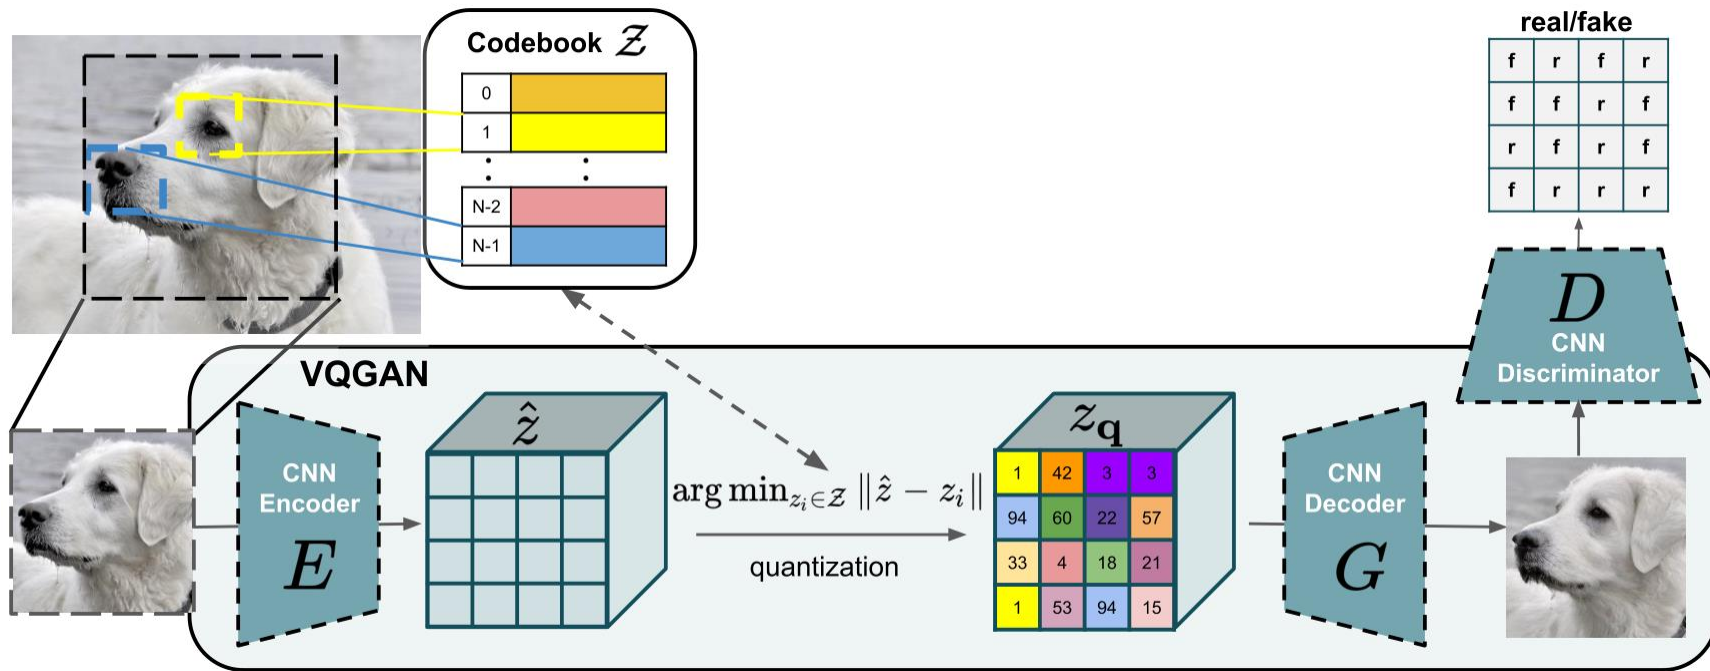 Codebook 𝒵
0
1
:
:
N-2
N-1
real/fake
f r f r
f f r f
r f r f
f r r r
D
CNN
Discriminator
VQGAN
CNN
Encoder
E
ẑ
arg min_{z_i∈𝒵} ‖ẑ − z_i‖
quantization
z_q
1 42 3 3
94 60 22 57
33 4 18 21
1 53 94 15
CNN
Decoder
G